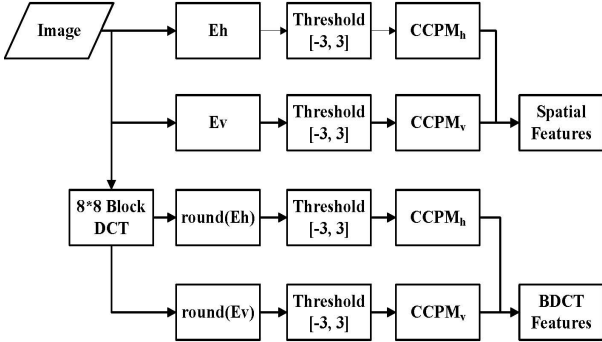 Image
Eh
Threshold
[-3, 3]
CCPMh
Ev
Threshold
[-3, 3]
CCPMv
Spatial
Features
8*8 Block
DCT
round(Eh)
Threshold
[-3, 3]
CCPMh
round(Ev)
Threshold
[-3, 3]
CCPMv
BDCT
Features